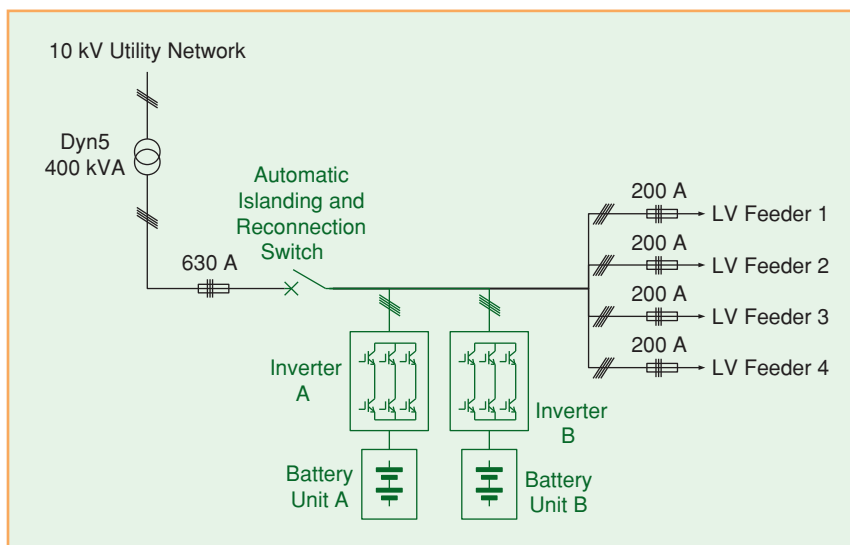 10 kV Utility Network
Dyn5
400 kVA
Automatic
Islanding and
Reconnection
Switch
630 A
200 A
LV Feeder 1
200 A
LV Feeder 2
200 A
LV Feeder 3
200 A
LV Feeder 4
Inverter
A
Inverter
B
Battery
Unit A
Battery
Unit B